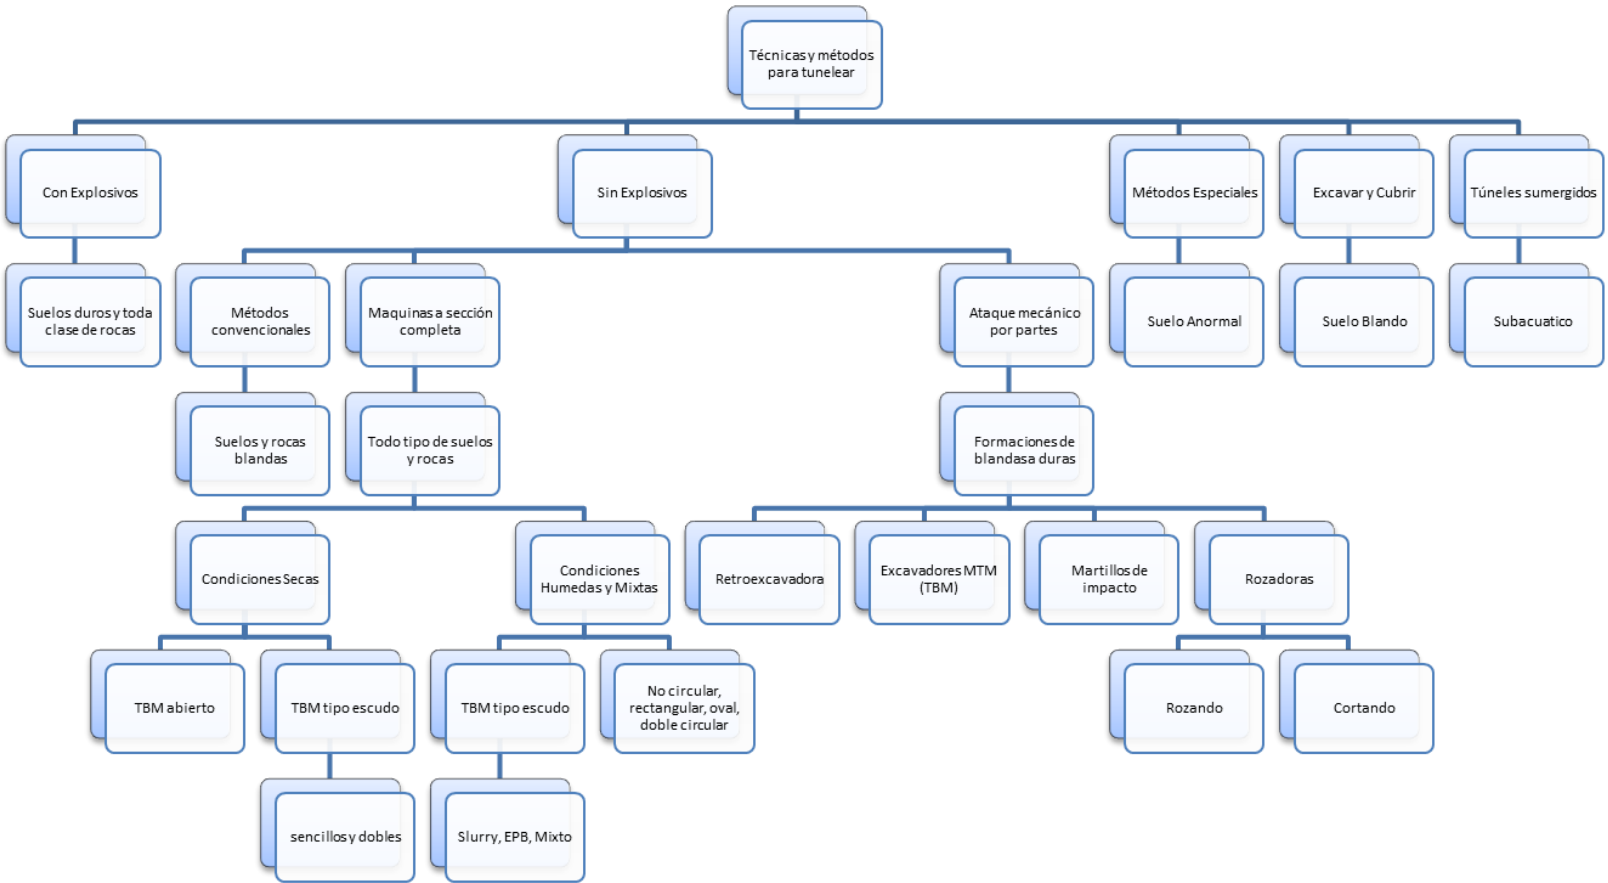 Técnicas y métodos
para tunelear
Con Explosivos
Sin Explosivos
Métodos Especiales
Excavar y Cubrir
Túneles sumergidos
Suelos duros y toda
clase de rocas
Métodos
convencionales
Maquinas a sección
completa
Ataque mecánico
por partes
Suelo Anormal
Suelo Blando
Subacuatico
Suelos y rocas
blandas
Todo tipo de suelos
y rocas
Formaciones de
blandas a duras
Condiciones Secas
Condiciones
Humedas y Mixtas
Retroexcavadora
Excavadores MTM
(TBM)
Martillos de
impacto
Rozadoras
TBM abierto
TBM tipo escudo
TBM tipo escudo
No circular,
rectangular, oval,
doble circular
Rozando
Cortando
sencillos y dobles
Slurry, EPB, Mixto